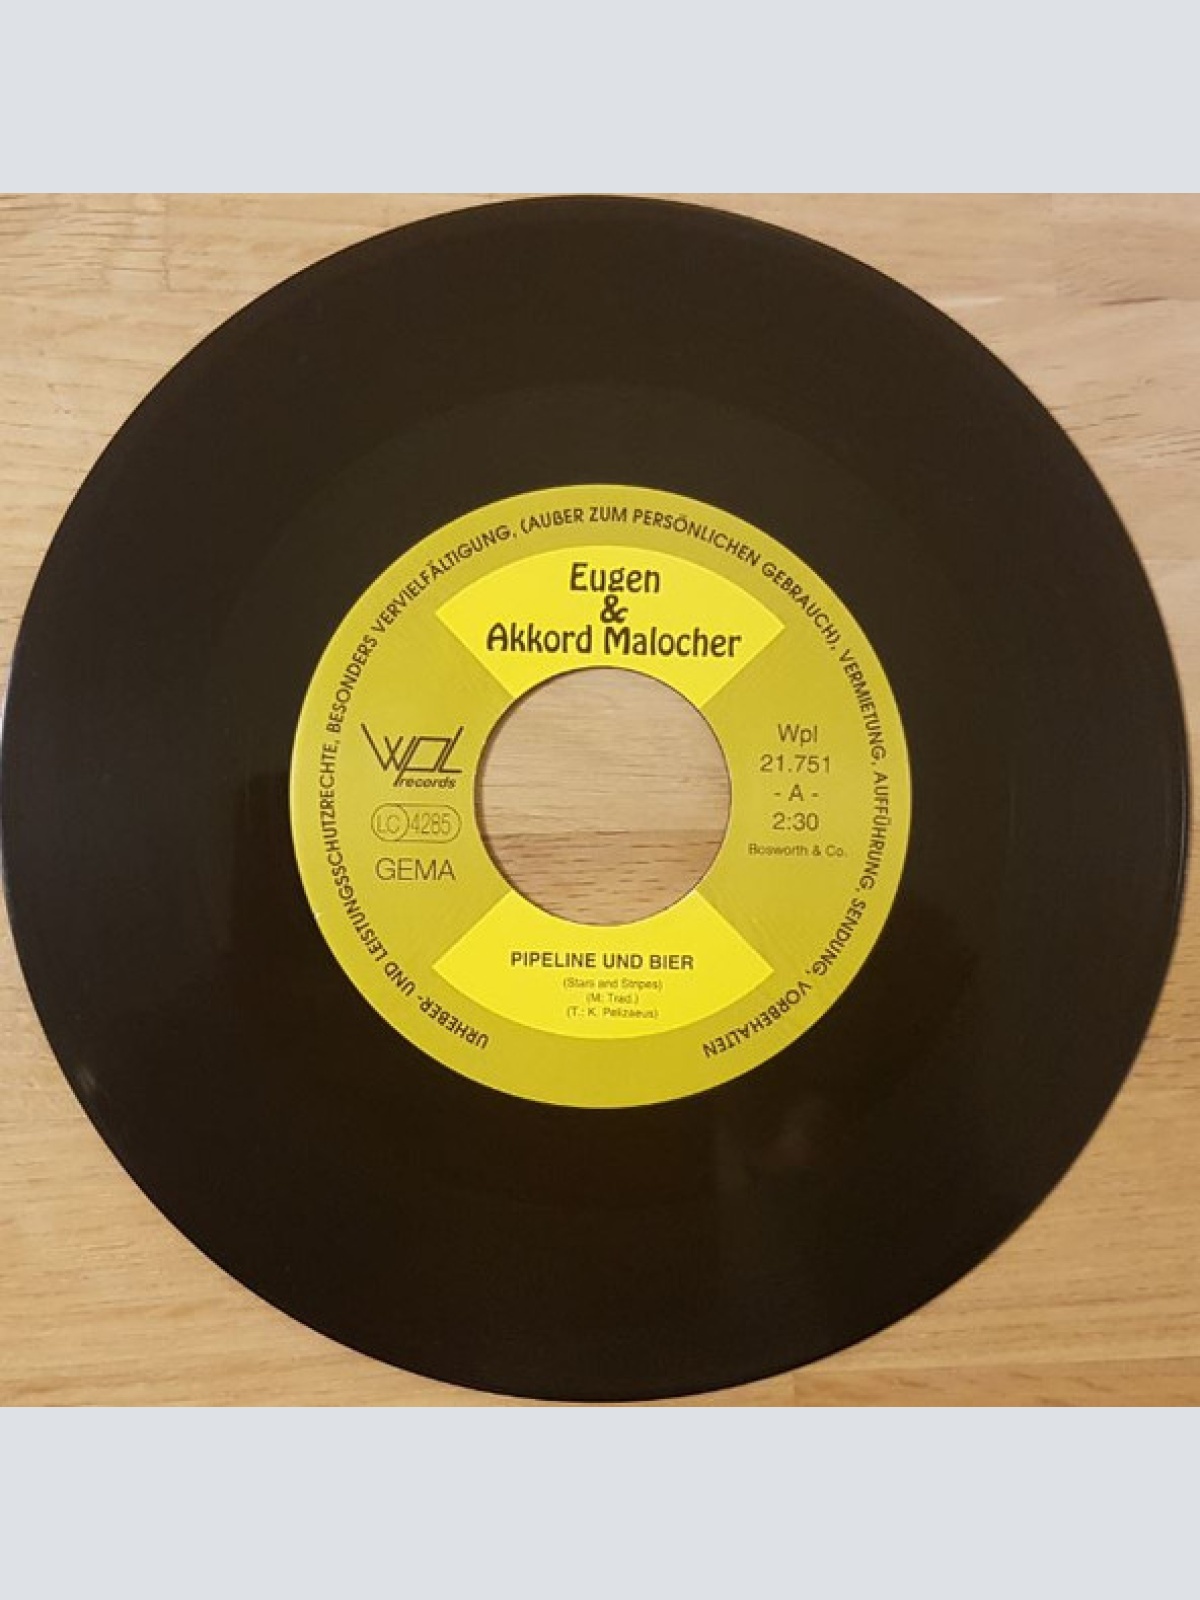 URHEBER- UND LEISTUNGSSCHUTZRECHTE, BESONDERS VERVIELFÄLTIGUNG, (AUßER ZUM PERSÖNLICHEN GEBRAUCH), VERMIETUNG, AUFFÜHRUNG, SENDUNG, VORBEHALTEN
Eugen
&
Akkord Malocher
Wpl
records
LC 4285
GEMA
Wpl
21.751
- A -
2:30
Bosworth & Co.
PIPELINE UND BIER
(Stars and Stripes)
(M: Trad.)
(T.: K. Pelizaeus)